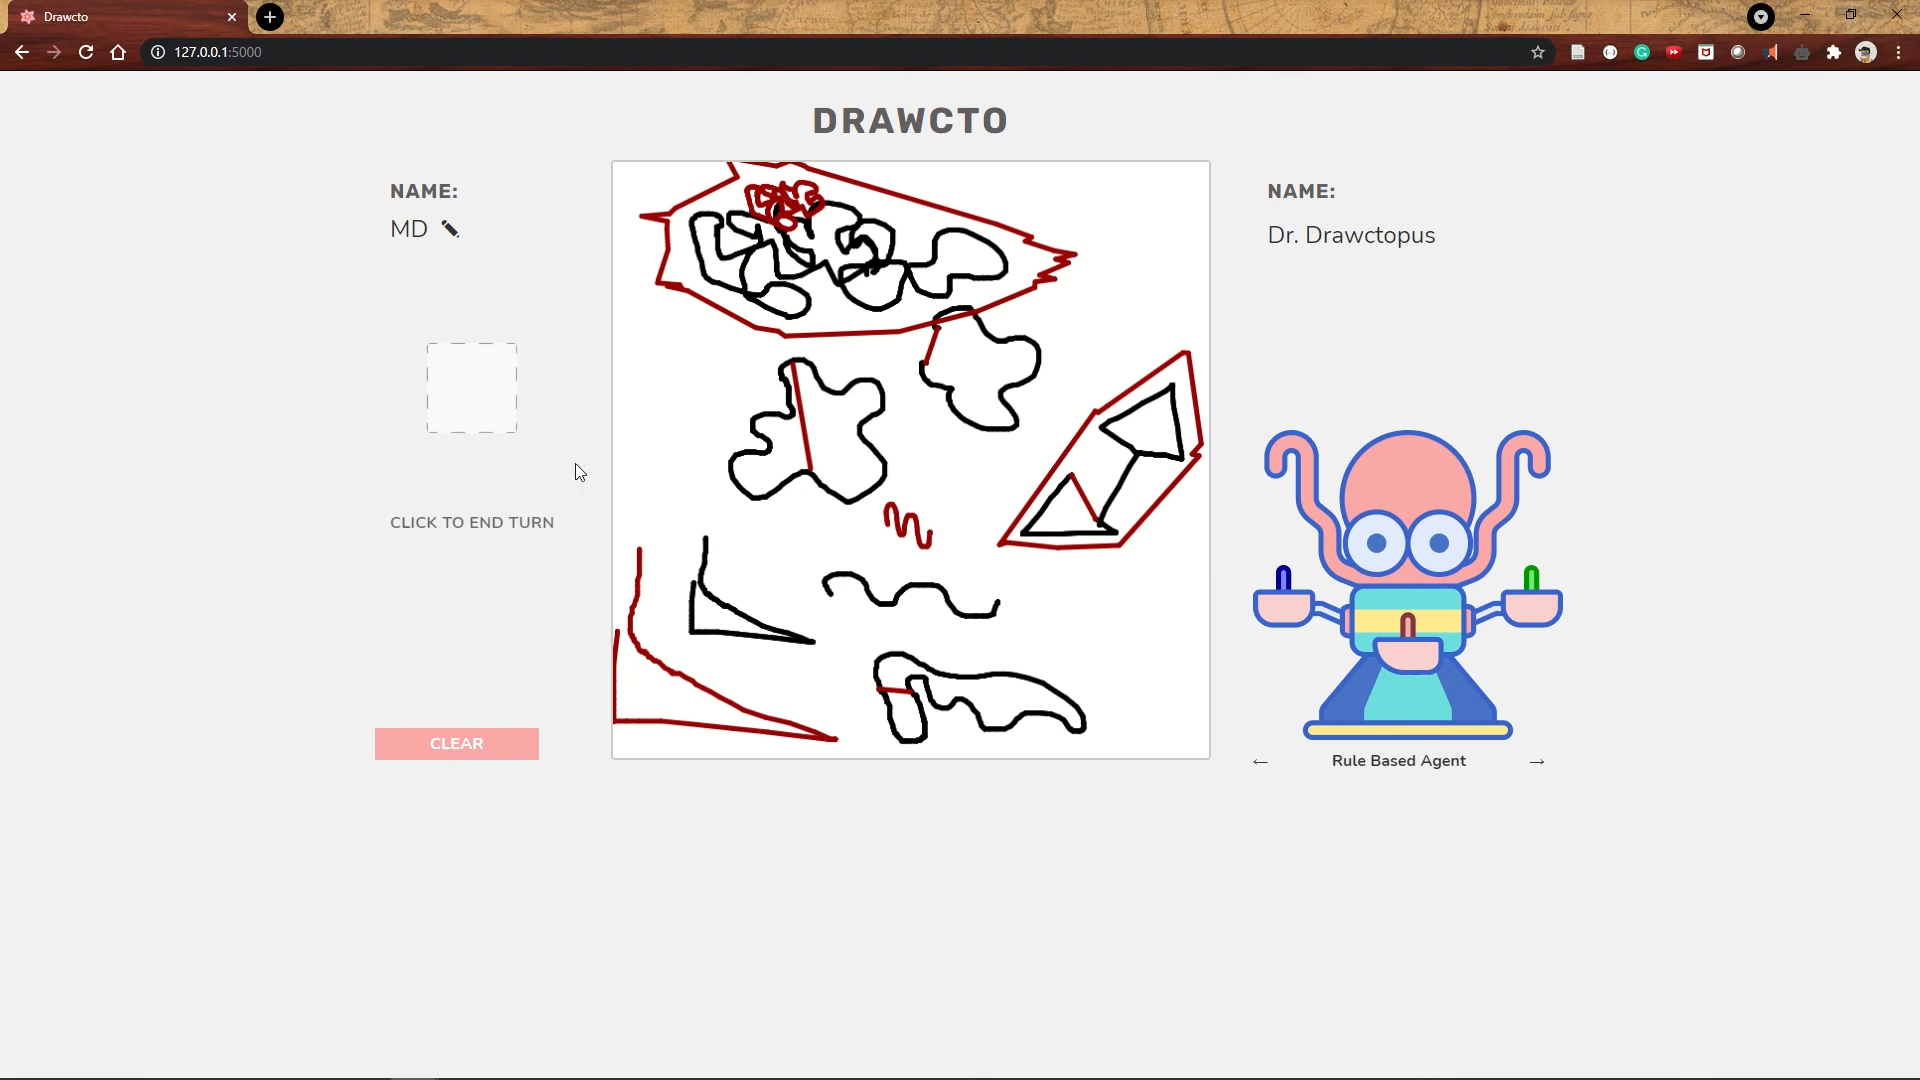 Drawcto
127.0.0.1:5000
DRAWCTO
NAME:
MD
NAME:
Dr. Drawctopus
CLICK TO END TURN
CLEAR
← Rule Based Agent →